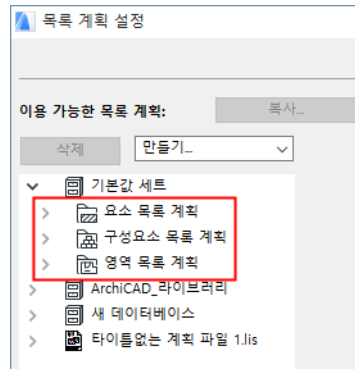 목록 계획 설정
이용 가능한 목록 계획:
복사...
삭제
만들기...
기본값 세트
요소 목록 계획
구성요소 목록 계획
영역 목록 계획
ArchiCAD_라이브러리
새 데이터베이스
타이틀없는 계획 파일 1.lis